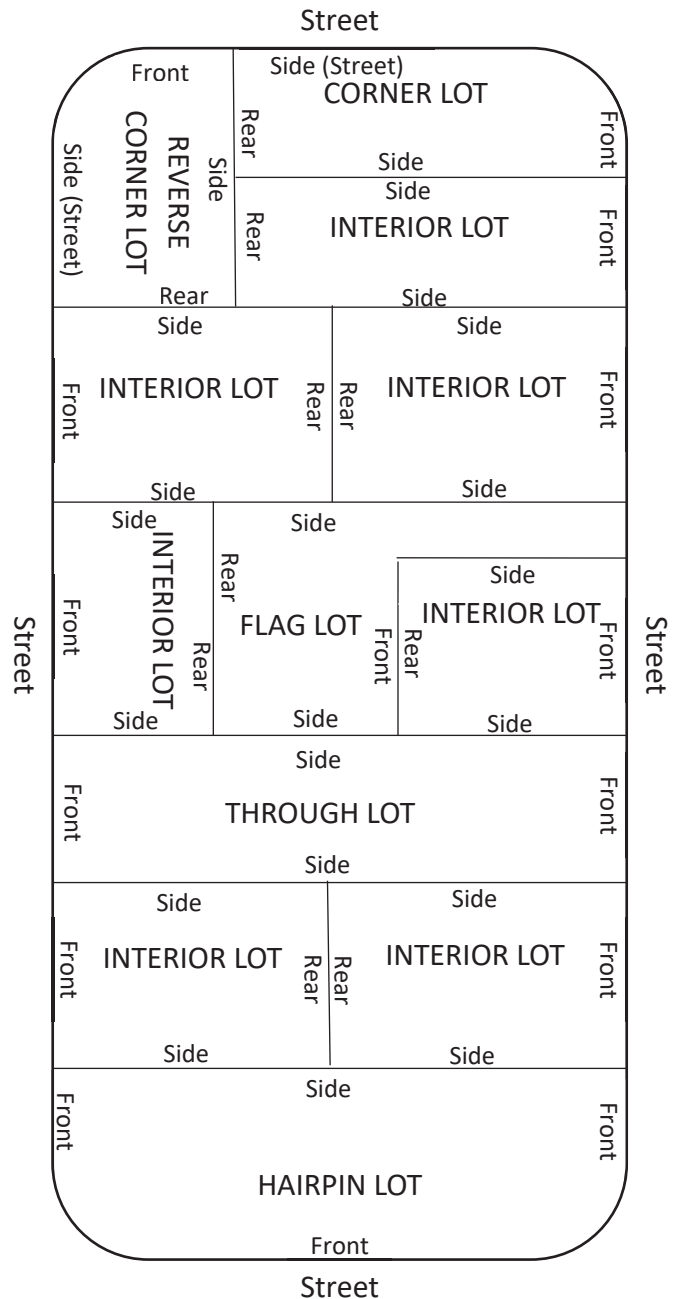 Street
Front
Side (Street)
CORNER LOT
Rear
Front
Side
Side (Street)
REVERSE
CORNER LOT
Side
Rear
Side
INTERIOR LOT
Rear
Front
Side
Side
INTERIOR LOT
Front
Rear
Side
Side
INTERIOR LOT
Rear
Front
Side
Side
INTERIOR LOT
Front
Rear
Side
Side
Rear
FLAG LOT
Front
Side
Side
INTERIOR LOT
Rear
Front
Side
Street
Street
Side
Front
THROUGH LOT
Front
Side
Side
INTERIOR LOT
Front
Rear
Side
Side
INTERIOR LOT
Rear
Front
Side
Side
Front
Front
HAIRPIN LOT
Front
Street